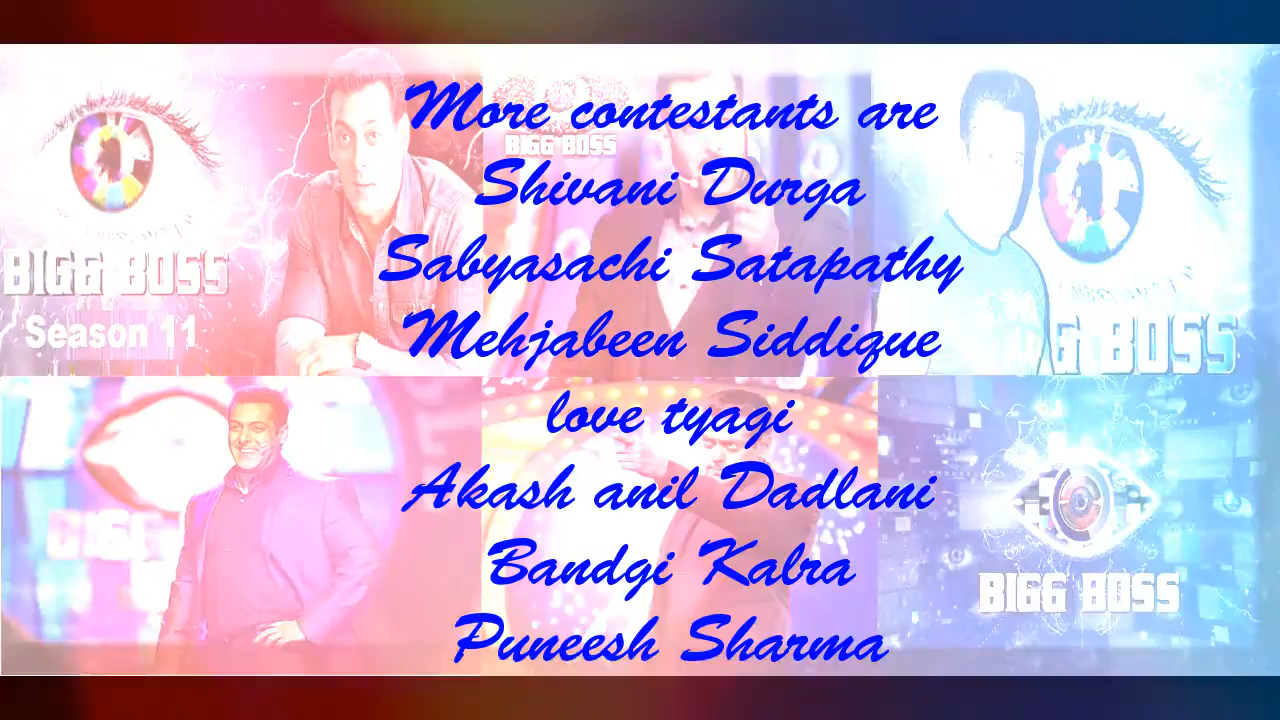 More contestants are
BIGG BOSS
Shivani Durga
Sabyasachi Satapathy
BIGG BOSS
Season 11
Mehjabeen Siddique
G BOSS
love tyagi
Akash anil Dadlani
Bandgi Kalra
BIGG BOSS
Puneesh Sharma